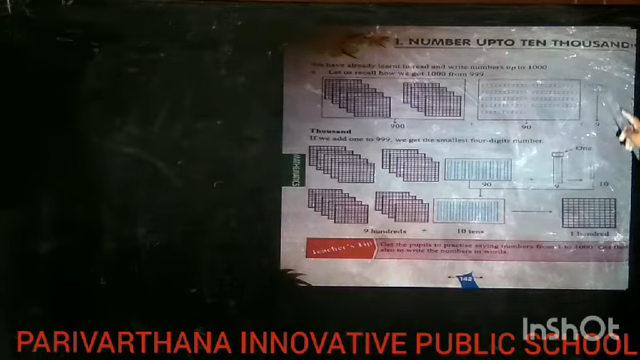 1. NUMBER UPTO TEN THOUSAND
We have already learnt to read and write numbers up to 1000
Let us recall how we got 1000 from 999
900 90 9
Thousand
If we add one to 999, we get the smallest four-digits number.
MATHEMATICS
One
90 9 10
9 hundreds + 10 tens 1 hundred
Teacher's Tip
Get the pupils to practise saying numbers from 1 to 1000. Get
also to write the numbers in words.
142
InShOt
PARIVARTHANA INNOVATIVE PUBLIC SCHOOL